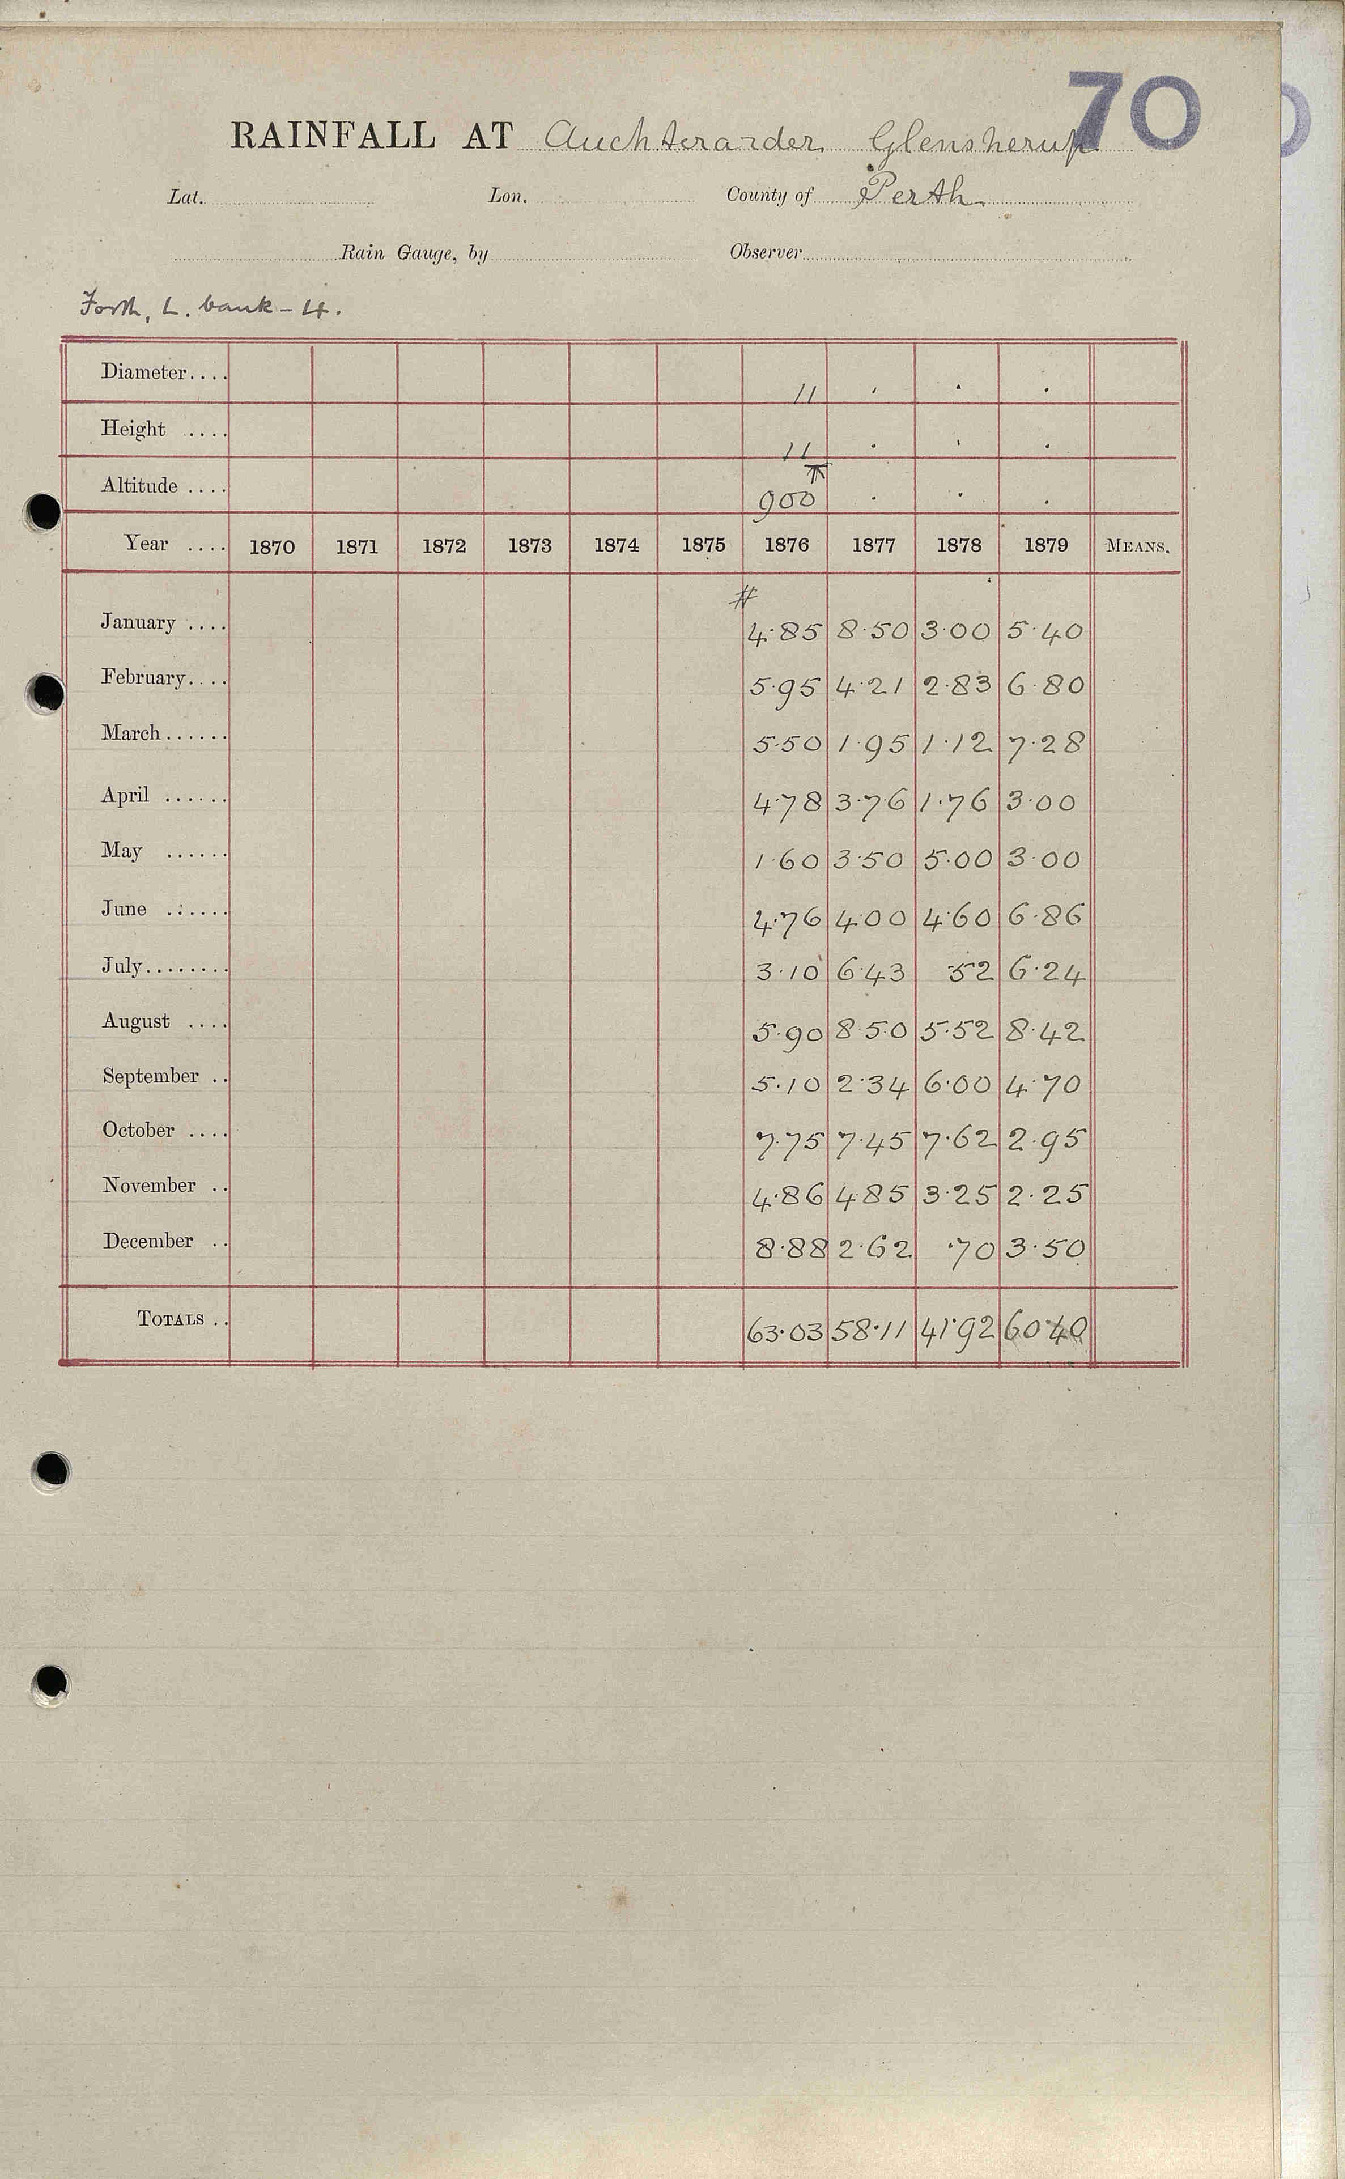 70
RAINFALL AT Auchterarder Glensherup
Lat. Lon. County of Perth
Rain Gauge, by Observer
Forth, L. bank - 4.
Diameter.... 11 . . .
Height .... 11 . . .
Altitude .... 900 . . .
Year .... 1870 1871 1872 1873 1874 1875 1876 1877 1878 1879 MEANS.
#
January .... 4.85 8.50 3.00 5.40
February.... 5.95 4.21 2.83 6.80
March...... 5.50 1.95 1.12 7.28
April ...... 4.78 3.76 1.76 3.00
May ...... 1.60 3.50 5.00 3.00
June ...... 4.76 4.00 4.60 6.86
July........ 3.10 6.43 .52 6.24
August .... 5.90 8.50 5.52 8.42
September .. 5.10 2.34 6.00 4.70
October .... 7.75 7.45 7.62 2.95
November .. 4.86 4.85 3.25 2.25
December .. 8.88 2.62 .70 3.50
TOTALS .. 63.03 58.11 41.92 60.40